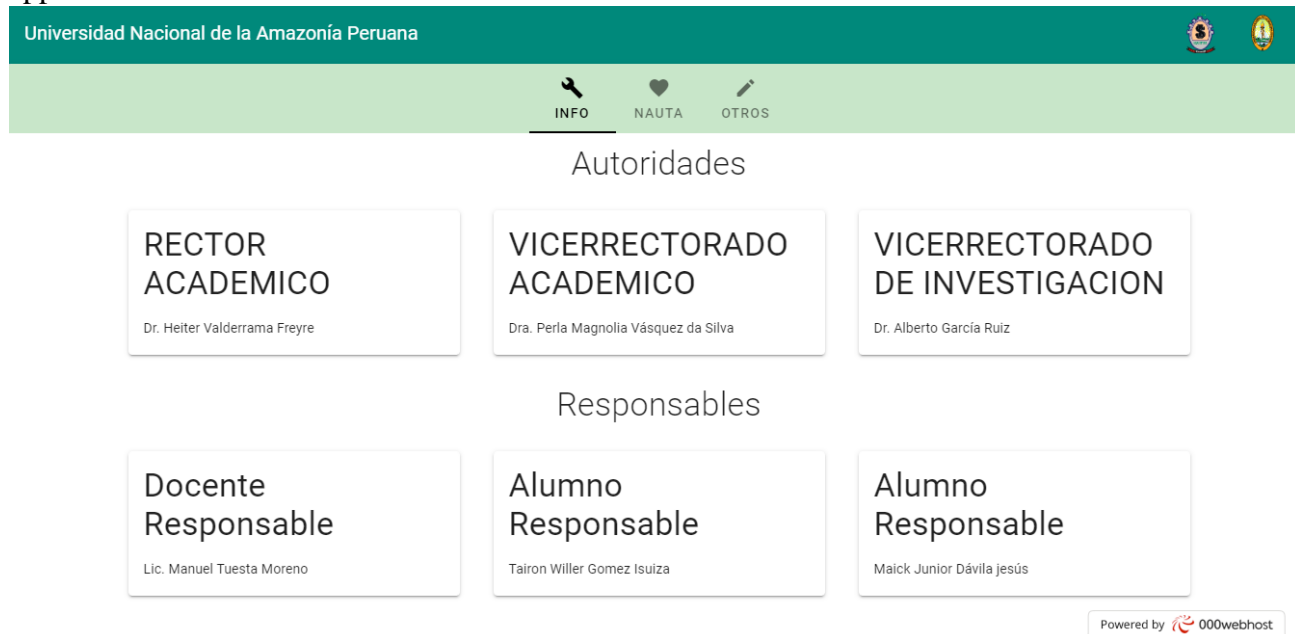 Universidad Nacional de la Amazonía Peruana
INFO NAUTA OTROS
Autoridades
RECTOR
ACADEMICO
Dr. Heiter Valderrama Freyre
VICERRECTORADO
ACADEMICO
Dra. Perla Magnolia Vásquez da Silva
VICERRECTORADO
DE INVESTIGACION
Dr. Alberto García Ruiz
Responsables
Docente
Responsable
Lic. Manuel Tuesta Moreno
Alumno
Responsable
Tairon Willer Gomez Isuiza
Alumno
Responsable
Maick Junior Dávila jesús
Powered by 000webhost